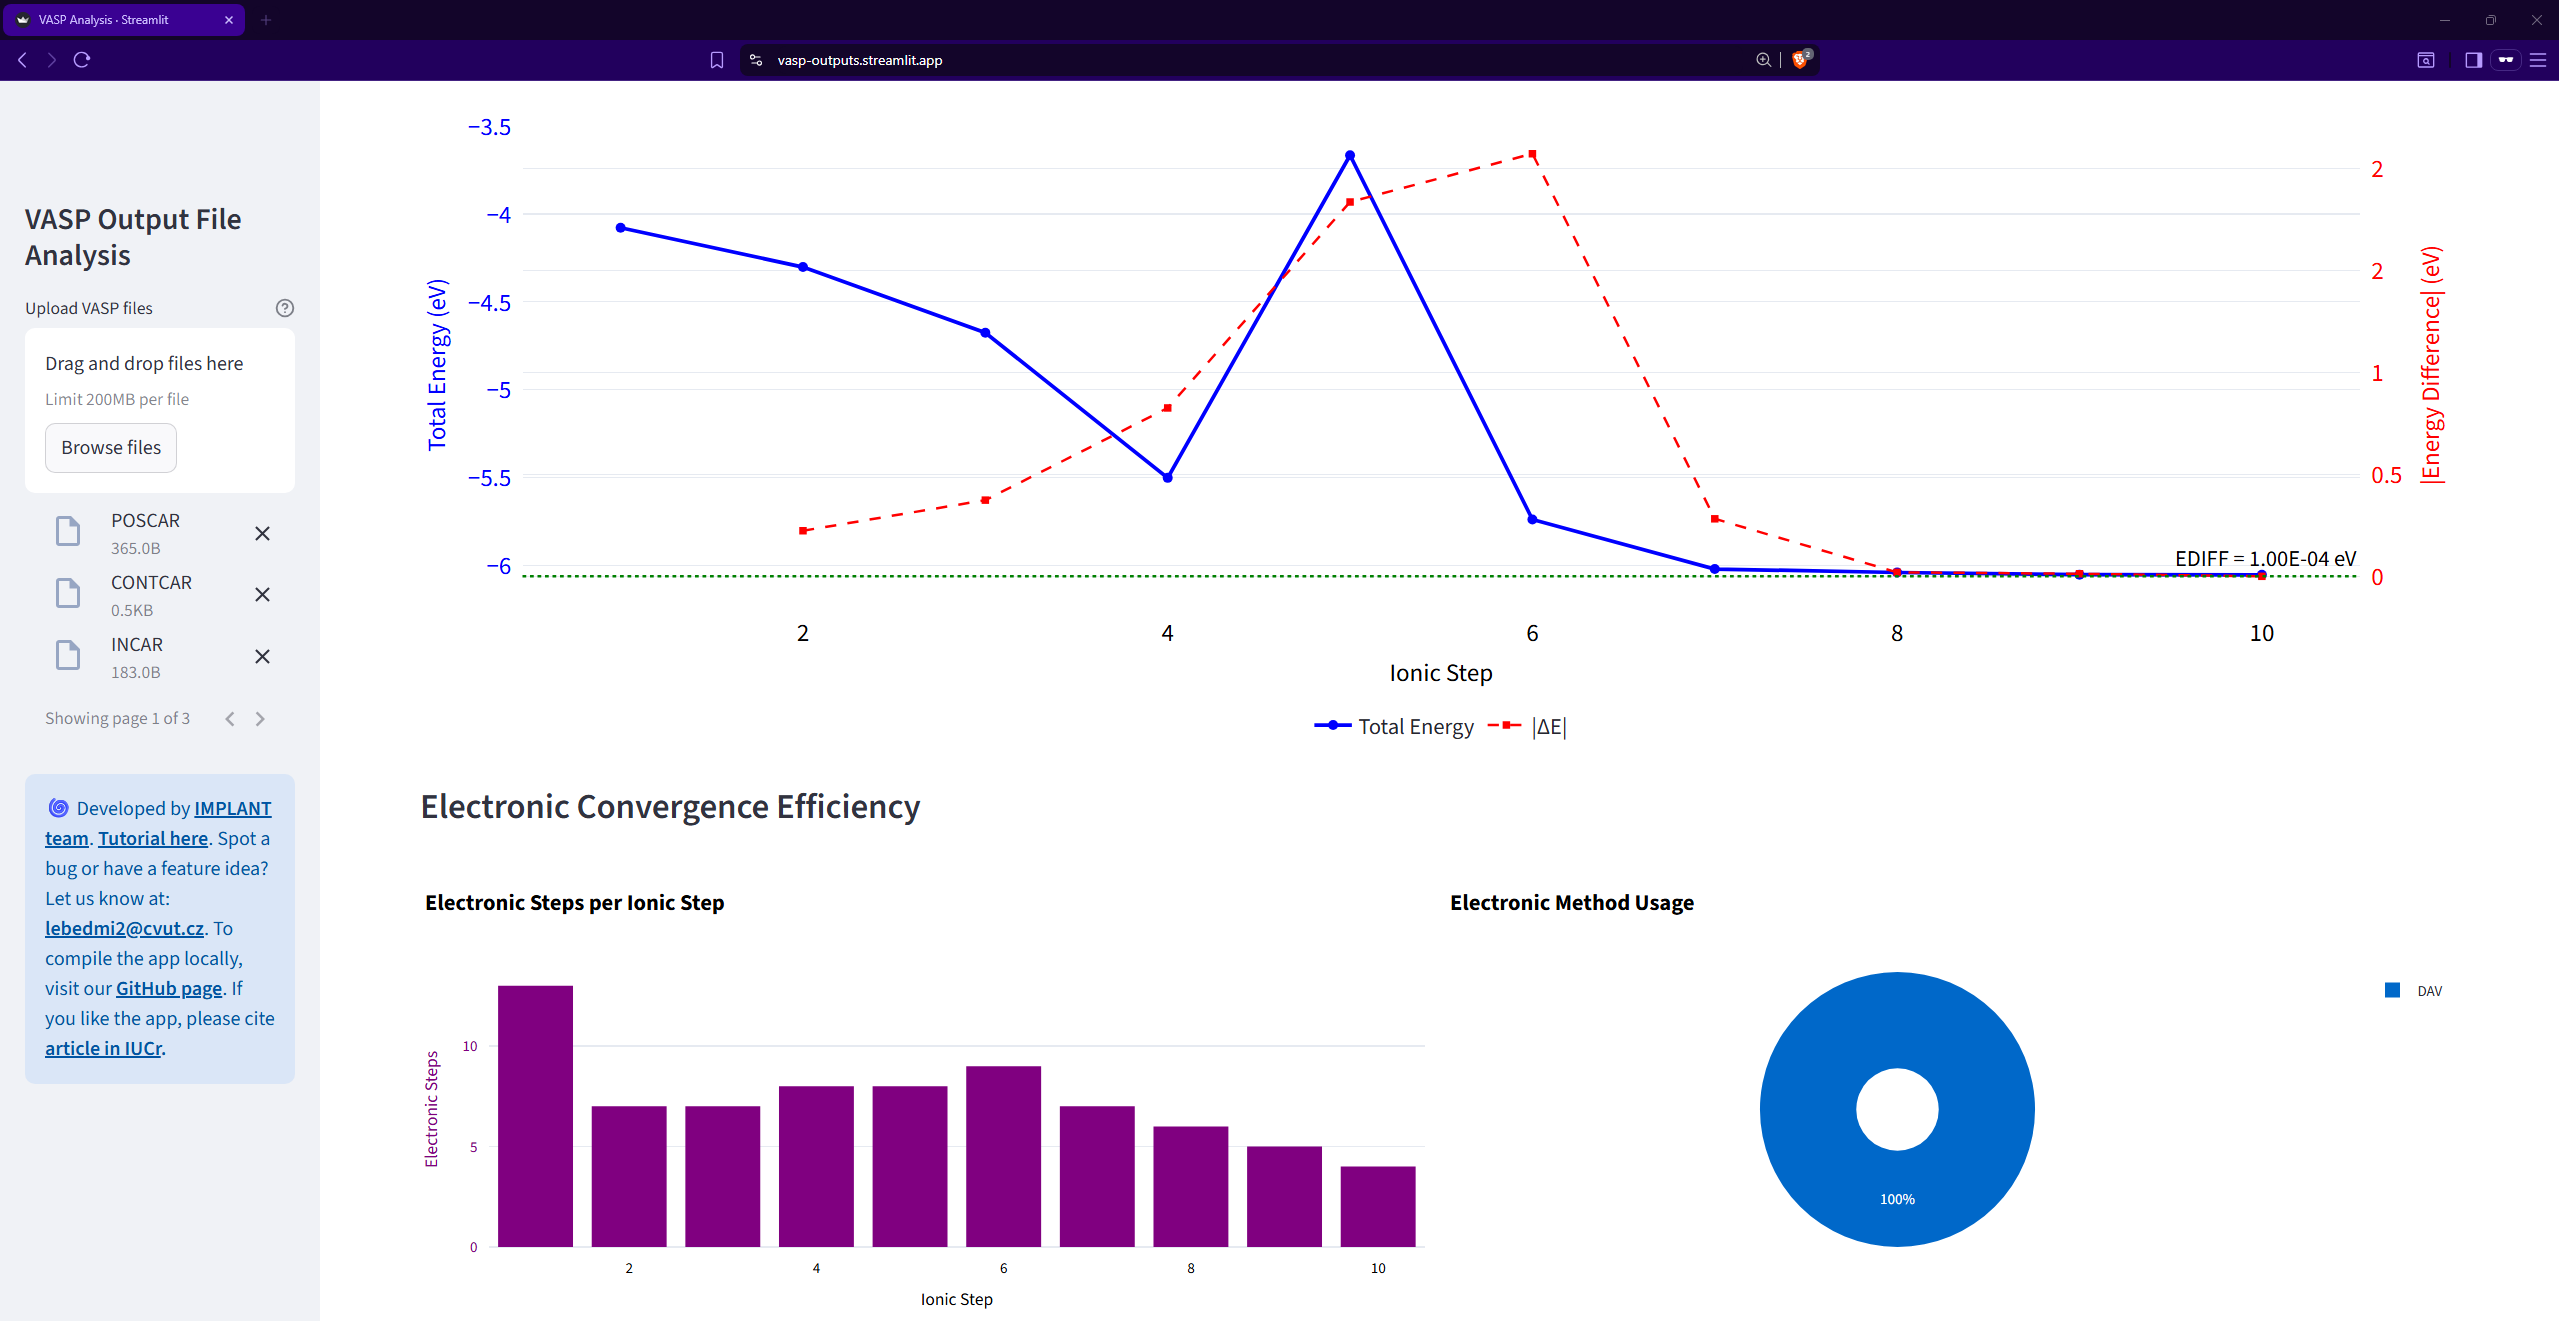 VASP Analysis · Streamlit
vasp-outputs.streamlit.app
2
VASP Output File
Analysis
Upload VASP files
Drag and drop files here
Limit 200MB per file
Browse files
POSCAR
365.0B
CONTCAR
0.5KB
INCAR
183.0B
Showing page 1 of 3
🌀 Developed by IMPLANT
team. Tutorial here. Spot a
bug or have a feature idea?
Let us know at:
lebedmi2@cvut.cz. To
compile the app locally,
visit our GitHub page. If
you like the app, please cite
article in IUCr.
Total Energy (eV)
−3.5
−4
−4.5
−5
−5.5
−6
2
2
1
0.5
0
|Energy Difference| (eV)
EDIFF = 1.00E-04 eV
2 4 6 8 10
Ionic Step
Total Energy |ΔE|
Electronic Convergence Efficiency
Electronic Steps per Ionic Step
Electronic Steps
10
5
0
2 4 6 8 10
Ionic Step
Electronic Method Usage
DAV
100%